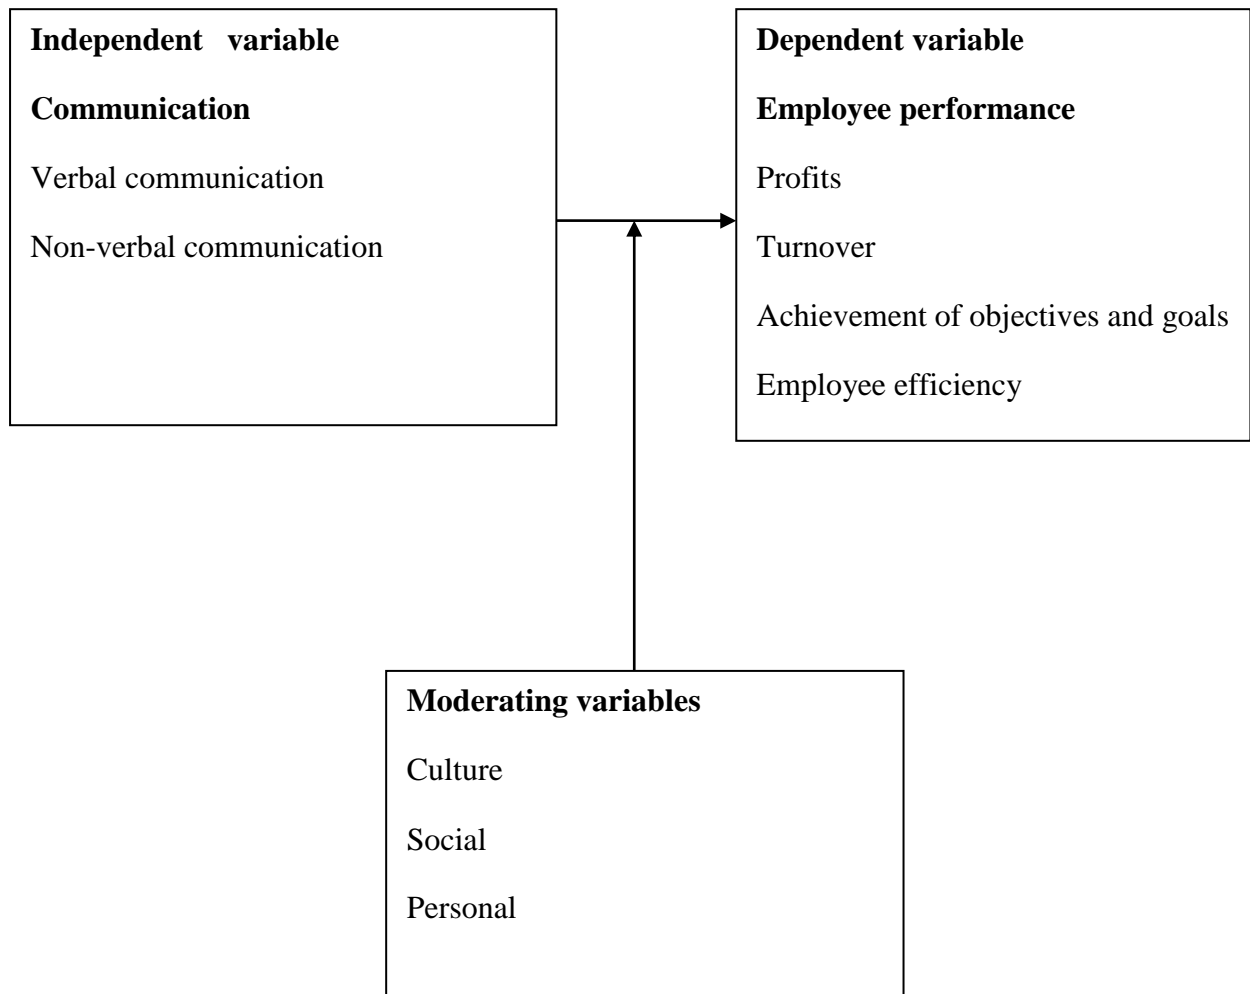 Independent variable
Communication
Verbal communication
Non-verbal communication
Dependent variable
Employee performance
Profits
Turnover
Achievement of objectives and goals
Employee efficiency
Moderating variables
Culture
Social
Personal